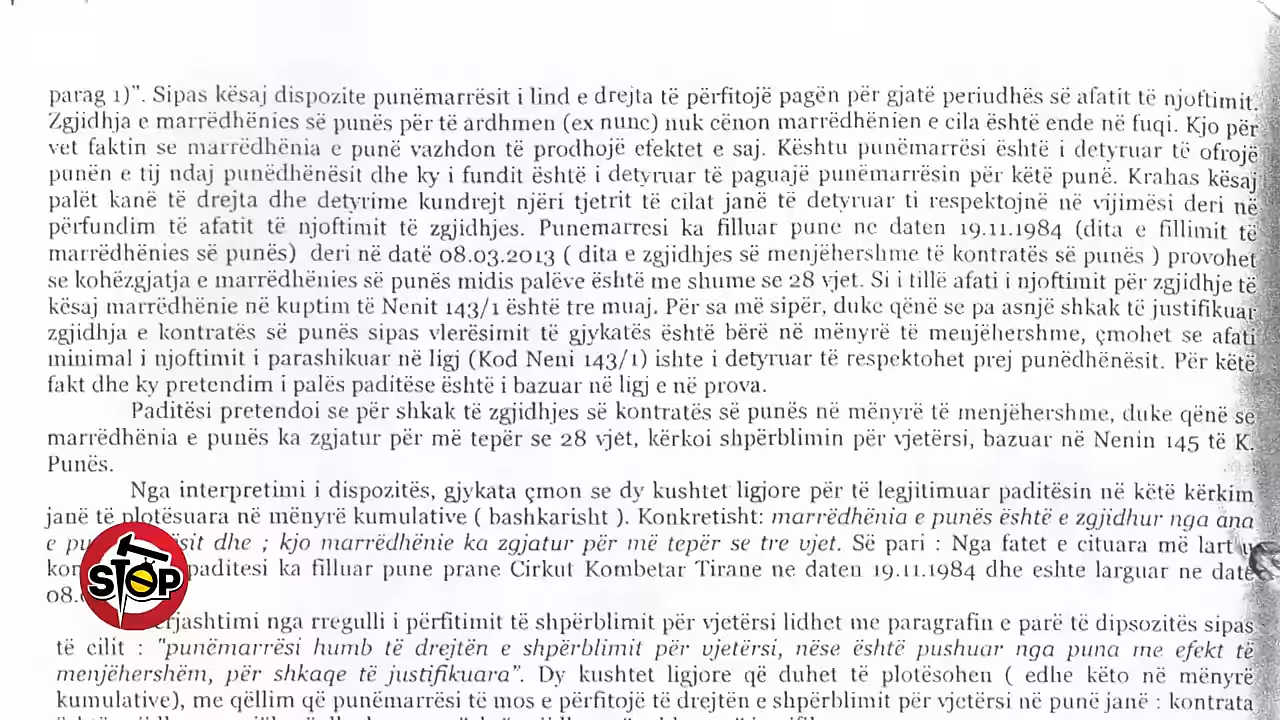 parag 1)". Sipas kësaj dispozite punëmarrësit i lind e drejta të përfitojë pagën për gjatë periudhës së afatit të njoftimit.
Zgjidhja e marrëdhënies së punës për të ardhmen (ex nunc) nuk cënon marrëdhënien e cila është ende në fuqi. Kjo për
vet faktin se marrëdhënia e punë vazhdon të prodhojë efektet e saj. Kështu punëmarrësi është i detyruar të ofrojë
punën e tij ndaj punëdhënësit dhe ky i fundit është i detyruar të paguajë punëmarrësin për këtë punë. Krahas kësaj
palët kanë të drejta dhe detyrime kundrejt njëri tjetrit të cilat janë të detyruar ti respektojnë në vijimësi deri në
përfundim të afatit të njoftimit të zgjidhjes. Punemarresi ka filluar pune ne daten 19.11.1984 (dita e fillimit të
marrëdhënies së punës) deri në datë 08.03.2013 ( dita e zgjidhjes së menjëhershme të kontratës së punës ) provohet
se kohëzgjatja e marrëdhënies së punës midis palëve është me shume se 28 vjet. Si i tillë afati i njoftimit për zgjidhje të
kësaj marrëdhënie në kuptim të Nenit 143/1 është tre muaj. Për sa më sipër, duke qënë se pa asnjë shkak të justifikuar
zgjidhja e kontratës së punës sipas vlerësimit të gjykatës është bërë në mënyrë të menjëhershme, çmohet se afati
minimal i njoftimit i parashikuar në ligj (Kod Neni 143/1) ishte i detyruar të respektohet prej punëdhënësit. Për këtë
fakt dhe ky pretendim i palës paditëse është i bazuar në ligj e në prova.
Paditësi pretendoi se për shkak të zgjidhjes së kontratës së punës në mënyrë të menjëhershme, duke qënë se
marrëdhënia e punës ka zgjatur për më tepër se 28 vjet, kërkoi shpërblimin për vjetërsi, bazuar në Nenin 145 të K.
Punës.
Nga interpretimi i dispozitës, gjykata çmon se dy kushtet ligjore për të legjitimuar paditësin në këtë kërkim
janë të plotësuara në mënyrë kumulative ( bashkarisht ). Konkretisht: marrëdhënia e punës është e zgjidhur nga ana
e dhe ; kjo marrëdhënie ka zgjatur për më tepër se tre vjet. Së pari : Nga fatet e cituara më lart
paditesi ka filluar pune prane Cirkut Kombetar Tirane ne daten 19.11.1984 dhe eshte larguar ne datë
08.
STOP
nga rregulli i përfitimit të shpërblimit për vjetërsi lidhet me paragrafin e parë të dipsozitës sipas
të cilit : "punëmarrësi humb të drejtën e shpërblimit për vjetërsi, nëse është pushuar nga puna me efekt të
menjëhershëm, për shkaqe të justifikuara". Dy kushtet ligjore që duhet të plotësohen ( edhe këto në mënyrë
kumulative), me qëllim që punëmarrësi të mos e përfitojë të drejtën e shpërblimit për vjetërsi në punë janë : kontrata